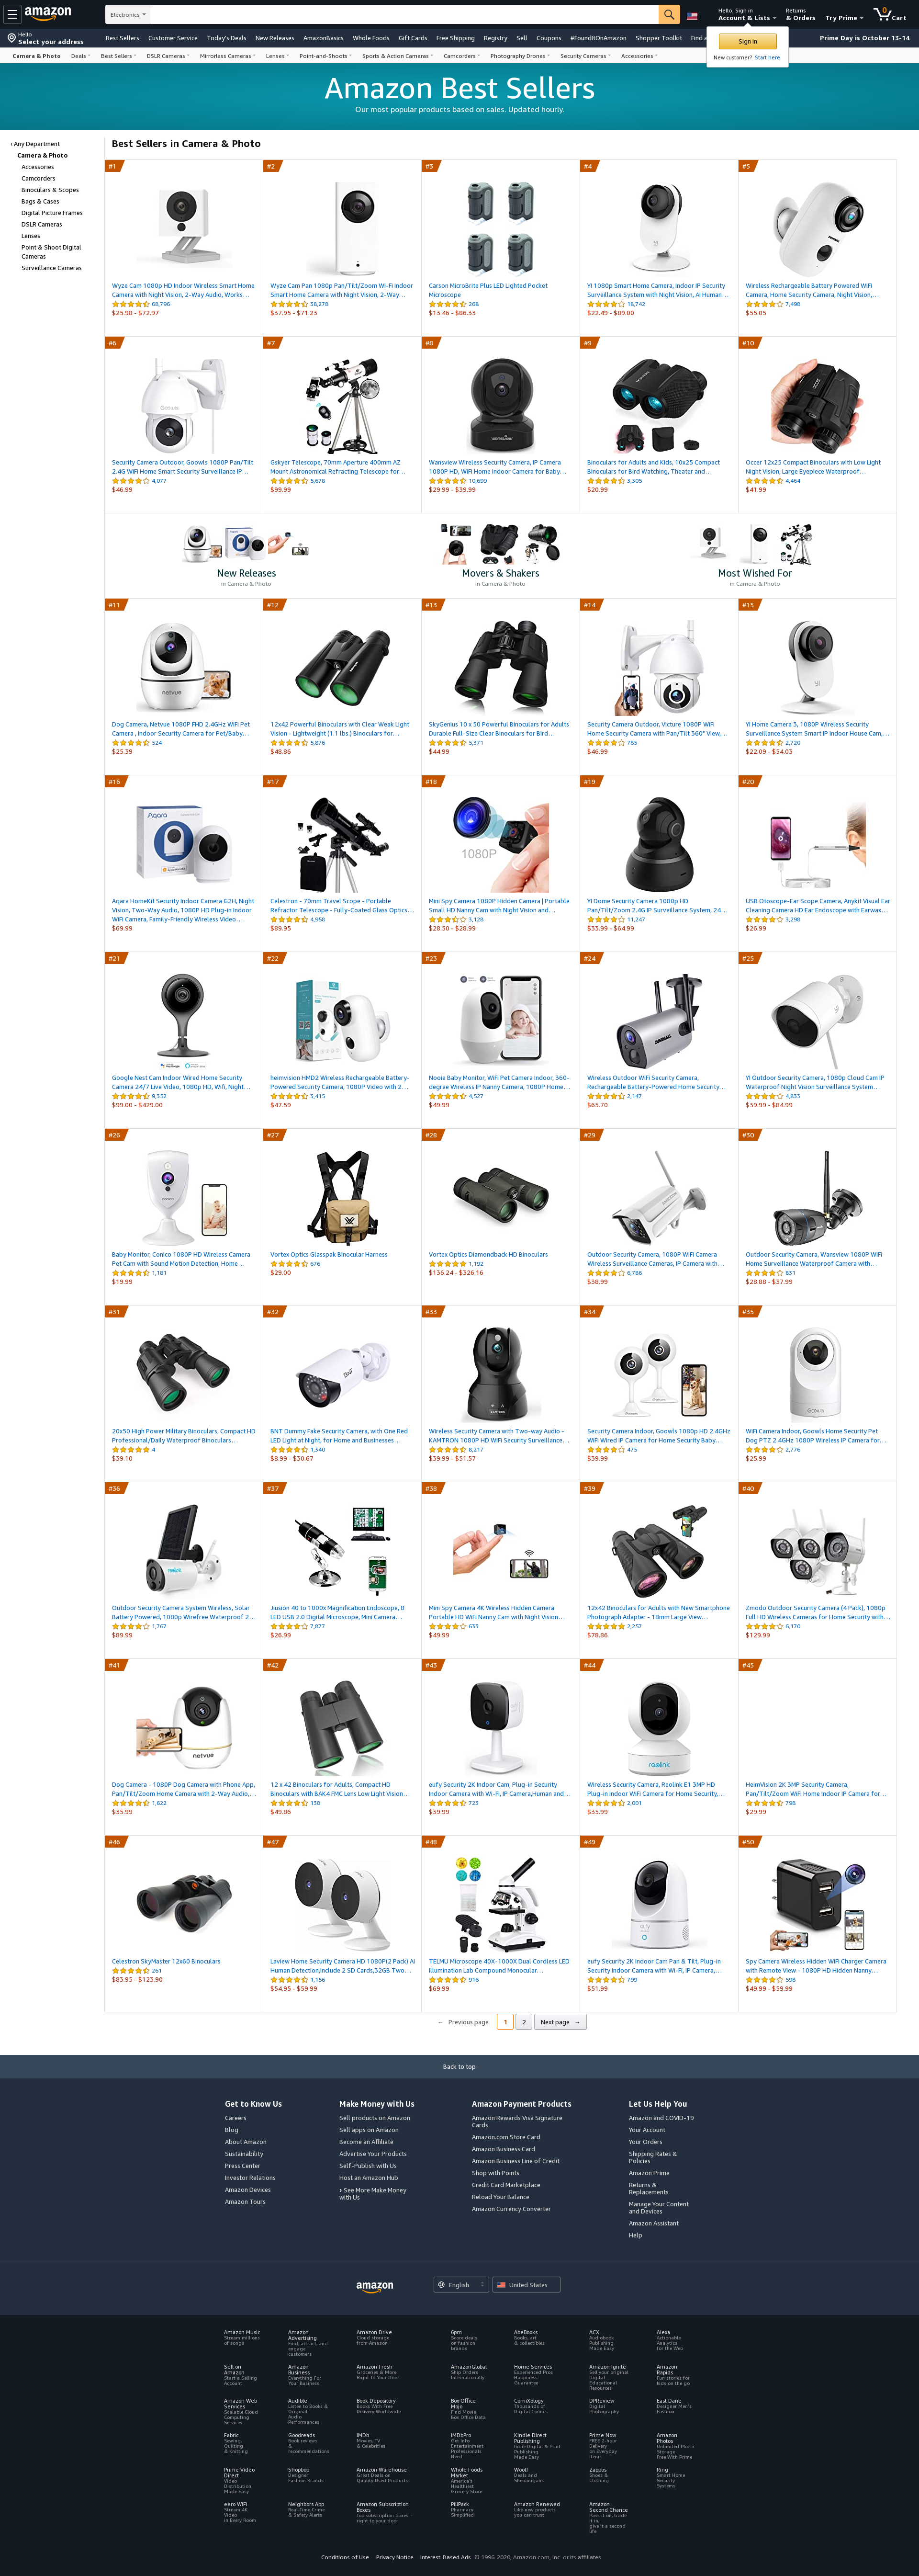 Hello, Sign in
Account & Lists
Returns
& Orders
Try Prime
0
Cart
amazon
Electronics
Hello
Select your address
Best Sellers Customer Service Today's Deals New Releases AmazonBasics Whole Foods Gift Cards Free Shipping Registry Sell Coupons #FoundItOnAmazon Shopper Toolkit Find a
Prime Day is October 13-14
Sign in
New customer? Start here.
Camera & Photo Deals Best Sellers DSLR Cameras Mirrorless Cameras Lenses Point-and-Shoots Sports & Action Cameras Camcorders Photography Drones Security Cameras Accessories
Amazon Best Sellers
Our most popular products based on sales. Updated hourly.
‹ Any Department
Camera & Photo
Accessories
Camcorders
Binoculars & Scopes
Bags & Cases
Digital Picture Frames
DSLR Cameras
Lenses
Point & Shoot Digital
Cameras
Surveillance Cameras
Best Sellers in Camera & Photo
#1
Wyze Cam 1080p HD Indoor Wireless Smart Home
Camera with Night Vision, 2-Way Audio, Works…
68,796
$25.98 - $72.97
#2
Wyze Cam Pan 1080p Pan/Tilt/Zoom Wi-Fi Indoor
Smart Home Camera with Night Vision, 2-Way…
38,278
$37.95 - $71.23
#3
Carson MicroBrite Plus LED Lighted Pocket
Microscope
268
$13.46 - $86.33
#4
YI 1080p Smart Home Camera, Indoor IP Security
Surveillance System with Night Vision, AI Human…
18,742
$22.49 - $89.00
#5
Wireless Rechargeable Battery Powered WiFi
Camera, Home Security Camera, Night Vision,…
7,498
$55.05
#6
Security Camera Outdoor, Goowls 1080P Pan/Tilt
2.4G WiFi Home Smart Security Surveillance IP…
4,077
$46.99
#7
Gskyer Telescope, 70mm Aperture 400mm AZ
Mount Astronomical Refracting Telescope for…
5,678
$99.99
#8
Wansview Wireless Security Camera, IP Camera
1080P HD, WiFi Home Indoor Camera for Baby…
10,699
$29.99 - $39.99
#9
Binoculars for Adults and Kids, 10x25 Compact
Binoculars for Bird Watching, Theater and…
3,305
$20.99
#10
Occer 12x25 Compact Binoculars with Low Light
Night Vision, Large Eyepiece Waterproof…
4,464
$41.99
New Releases
in Camera & Photo
Movers & Shakers
in Camera & Photo
Most Wished For
in Camera & Photo
#11
netvue
Dog Camera, Netvue 1080P FHD 2.4GHz WiFi Pet
Camera , Indoor Security Camera for Pet/Baby…
524
$25.39
#12
12x42 Powerful Binoculars with Clear Weak Light
Vision - Lightweight (1.1 lbs.) Binoculars for…
5,876
$48.86
#13
SkyGenius 10 x 50 Powerful Binoculars for Adults
Durable Full-Size Clear Binoculars for Bird…
5,371
$44.99
#14
Security Camera Outdoor, Victure 1080P WiFi
Home Security Camera with Pan/Tilt 360° View,…
785
$46.99
#15
YI Home Camera 3, 1080P Wireless Security
Surveillance System Smart IP Indoor House Cam,…
2,720
$22.09 - $54.03
#16
Aqara
Aqara HomeKit Security Indoor Camera G2H, Night
Vision, Two-Way Audio, 1080P HD Plug-in Indoor
WiFi Camera, Family-Friendly Wireless Video…
$69.99
#17
Celestron - 70mm Travel Scope - Portable
Refractor Telescope - Fully-Coated Glass Optics…
4,958
$89.95
#18
1080P
Mini Spy Camera 1080P Hidden Camera | Portable
Small HD Nanny Cam with Night Vision and…
3,128
$28.50 - $28.99
#19
YI Dome Security Camera 1080p HD
Pan/Tilt/Zoom 2.4G IP Surveillance System, 24…
11,247
$33.99 - $64.99
#20
USB Otoscope-Ear Scope Camera, Anykit Visual Ear
Cleaning Camera HD Ear Endoscope with Earwax…
3,298
$26.99
#21
Google Nest Cam Indoor Wired Home Security
Camera 24/7 Live Video, 1080p HD, Wifi, Night…
9,352
$99.00 - $429.00
#22
heimvision HMD2 Wireless Rechargeable Battery-
Powered Security Camera, 1080P Video with 2…
3,415
$47.59
#23
Nooie Baby Monitor, WiFi Pet Camera Indoor, 360-
degree Wireless IP Nanny Camera, 1080P Home…
4,527
$49.99
#24
Wireless Outdoor WiFi Security Camera,
Rechargeable Battery-Powered Home Security…
2,147
$65.70
#25
YI Outdoor Security Camera, 1080p Cloud Cam IP
Waterproof Night Vision Surveillance System…
4,833
$39.99 - $84.99
#26
Baby Monitor, Conico 1080P HD Wireless Camera
Pet Cam with Sound Motion Detection, Home…
1,181
$19.99
#27
Vortex Optics Glasspak Binocular Harness
676
$29.00
#28
Vortex Optics Diamondback HD Binoculars
1,192
$136.24 - $326.16
#29
Outdoor Security Camera, 1080P WiFi Camera
Wireless Surveillance Cameras, IP Camera with…
6,786
$38.99
#30
Outdoor Security Camera, Wansview 1080P WiFi
Home Surveillance Waterproof Camera with…
831
$28.88 - $37.99
#31
20x50 High Power Military Binoculars, Compact HD
Professional/Daily Waterproof Binoculars…
4
$39.10
#32
BNT Dummy Fake Security Camera, with One Red
LED Light at Night, for Home and Businesses…
1,340
$8.99 - $30.67
#33
Wireless Security Camera with Two-way Audio -
KAMTRON 1080P HD WiFi Security Surveillance…
8,217
$39.99 - $51.57
#34
Security Camera Indoor, Goowls 1080p HD 2.4GHz
WiFi Wired IP Camera for Home Security Baby…
475
$39.99
#35
WiFi Camera Indoor, Goowls Home Security Pet
Dog PTZ 2.4GHz 1080P Wireless IP Camera for…
2,776
$25.99
#36
reolink
Outdoor Security Camera System Wireless, Solar
Battery Powered, 1080p Wirefree Waterproof 2…
1,767
$89.99
#37
Jiusion 40 to 1000x Magnification Endoscope, 8
LED USB 2.0 Digital Microscope, Mini Camera…
7,877
$26.99
#38
Mini Spy Camera 4K Wireless Hidden Camera
Portable HD WiFi Nanny Cam with Night Vision…
633
$49.99
#39
12x42 Binoculars for Adults with New Smartphone
Photograph Adapter - 18mm Large View…
2,257
$78.86
#40
Zmodo Outdoor Security Camera (4 Pack), 1080p
Full HD Wireless Cameras for Home Security with…
6,170
$129.99
#41
netvue
Dog Camera - 1080P Dog Camera with Phone App,
Pan/Tilt/Zoom Home Camera with 2-Way Audio,…
1,622
$35.99
#42
12 x 42 Binoculars for Adults, Compact HD
Binoculars with BAK4 FMC Lens Low Light Vision…
138
$49.86
#43
eufy Security 2K Indoor Cam, Plug-in Security
Indoor Camera with Wi-Fi, IP Camera,Human and…
723
$39.99
#44
reolink
Wireless Security Camera, Reolink E1 3MP HD
Plug-in Indoor WiFi Camera for Home Security,…
2,001
$35.99
#45
HeimVision 2K 3MP Security Camera,
Pan/Tilt/Zoom WiFi Home Indoor IP Camera for…
796
$29.99
#46
Celestron SkyMaster 12x60 Binoculars
261
$83.95 - $123.90
#47
Laview Home Security Camera HD 1080P(2 Pack) AI
Human Detection,Include 2 SD Cards,32GB Two…
1,156
$54.95 - $59.99
#48
TELMU Microscope 40X-1000X Dual Cordless LED
Illumination Lab Compound Monocular…
916
$69.99
#49
eufy Security 2K Indoor Cam Pan & Tilt, Plug-in
Security Indoor Camera with Wi-Fi, IP Camera,…
799
$51.99
#50
Spy Camera Wireless Hidden WiFi Charger Camera
with Remote View - 1080P HD Hidden Nanny…
598
$49.99 - $59.99
← Previous page 1 2 Next page →
Back to top
Get to Know Us
Careers
Blog
About Amazon
Sustainability
Press Center
Investor Relations
Amazon Devices
Amazon Tours
Make Money with Us
Sell products on Amazon
Sell apps on Amazon
Become an Affiliate
Advertise Your Products
Self-Publish with Us
Host an Amazon Hub
› See More Make Money
with Us
Amazon Payment Products
Amazon Rewards Visa Signature
Cards
Amazon.com Store Card
Amazon Business Card
Amazon Business Line of Credit
Shop with Points
Credit Card Marketplace
Reload Your Balance
Amazon Currency Converter
Let Us Help You
Amazon and COVID-19
Your Account
Your Orders
Shipping Rates &
Policies
Amazon Prime
Returns &
Replacements
Manage Your Content
and Devices
Amazon Assistant
Help
amazon
English
United States
Amazon Music
Stream millions
of songs
Amazon
Advertising
Find, attract, and
engage
customers
Amazon Drive
Cloud storage
from Amazon
6pm
Score deals
on fashion
brands
AbeBooks
Books, art
& collectibles
ACX
Audiobook
Publishing
Made Easy
Alexa
Actionable
Analytics
for the Web
Sell on
Amazon
Start a Selling
Account
Amazon
Business
Everything For
Your Business
Amazon Fresh
Groceries & More
Right To Your Door
AmazonGlobal
Ship Orders
Internationally
Home Services
Experienced Pros
Happiness
Guarantee
Amazon Ignite
Sell your original
Digital
Educational
Resources
Amazon
Rapids
Fun stories for
kids on the go
Amazon Web
Services
Scalable Cloud
Computing
Services
Audible
Listen to Books &
Original
Audio
Performances
Book Depository
Books With Free
Delivery Worldwide
Box Office
Mojo
Find Movie
Box Office Data
ComiXology
Thousands of
Digital Comics
DPReview
Digital
Photography
East Dane
Designer Men's
Fashion
Fabric
Sewing,
Quilting
& Knitting
Goodreads
Book reviews
&
recommendations
IMDb
Movies, TV
& Celebrities
IMDbPro
Get Info
Entertainment
Professionals
Need
Kindle Direct
Publishing
Indie Digital & Print
Publishing
Made Easy
Prime Now
FREE 2-hour
Delivery
on Everyday
Items
Amazon
Photos
Unlimited Photo
Storage
Free With Prime
Prime Video
Direct
Video
Distribution
Made Easy
Shopbop
Designer
Fashion Brands
Amazon Warehouse
Great Deals on
Quality Used Products
Whole Foods
Market
America's
Healthiest
Grocery Store
Woot!
Deals and
Shenanigans
Zappos
Shoes &
Clothing
Ring
Smart Home
Security
Systems
eero WiFi
Stream 4K
Video
in Every Room
Neighbors App
Real-Time Crime
& Safety Alerts
Amazon Subscription
Boxes
Top subscription boxes –
right to your door
PillPack
Pharmacy
Simplified
Amazon Renewed
Like-new products
you can trust
Amazon
Second Chance
Pass it on, trade
it in,
give it a second
life
Conditions of Use Privacy Notice Interest-Based Ads © 1996-2020, Amazon.com, Inc. or its affiliates